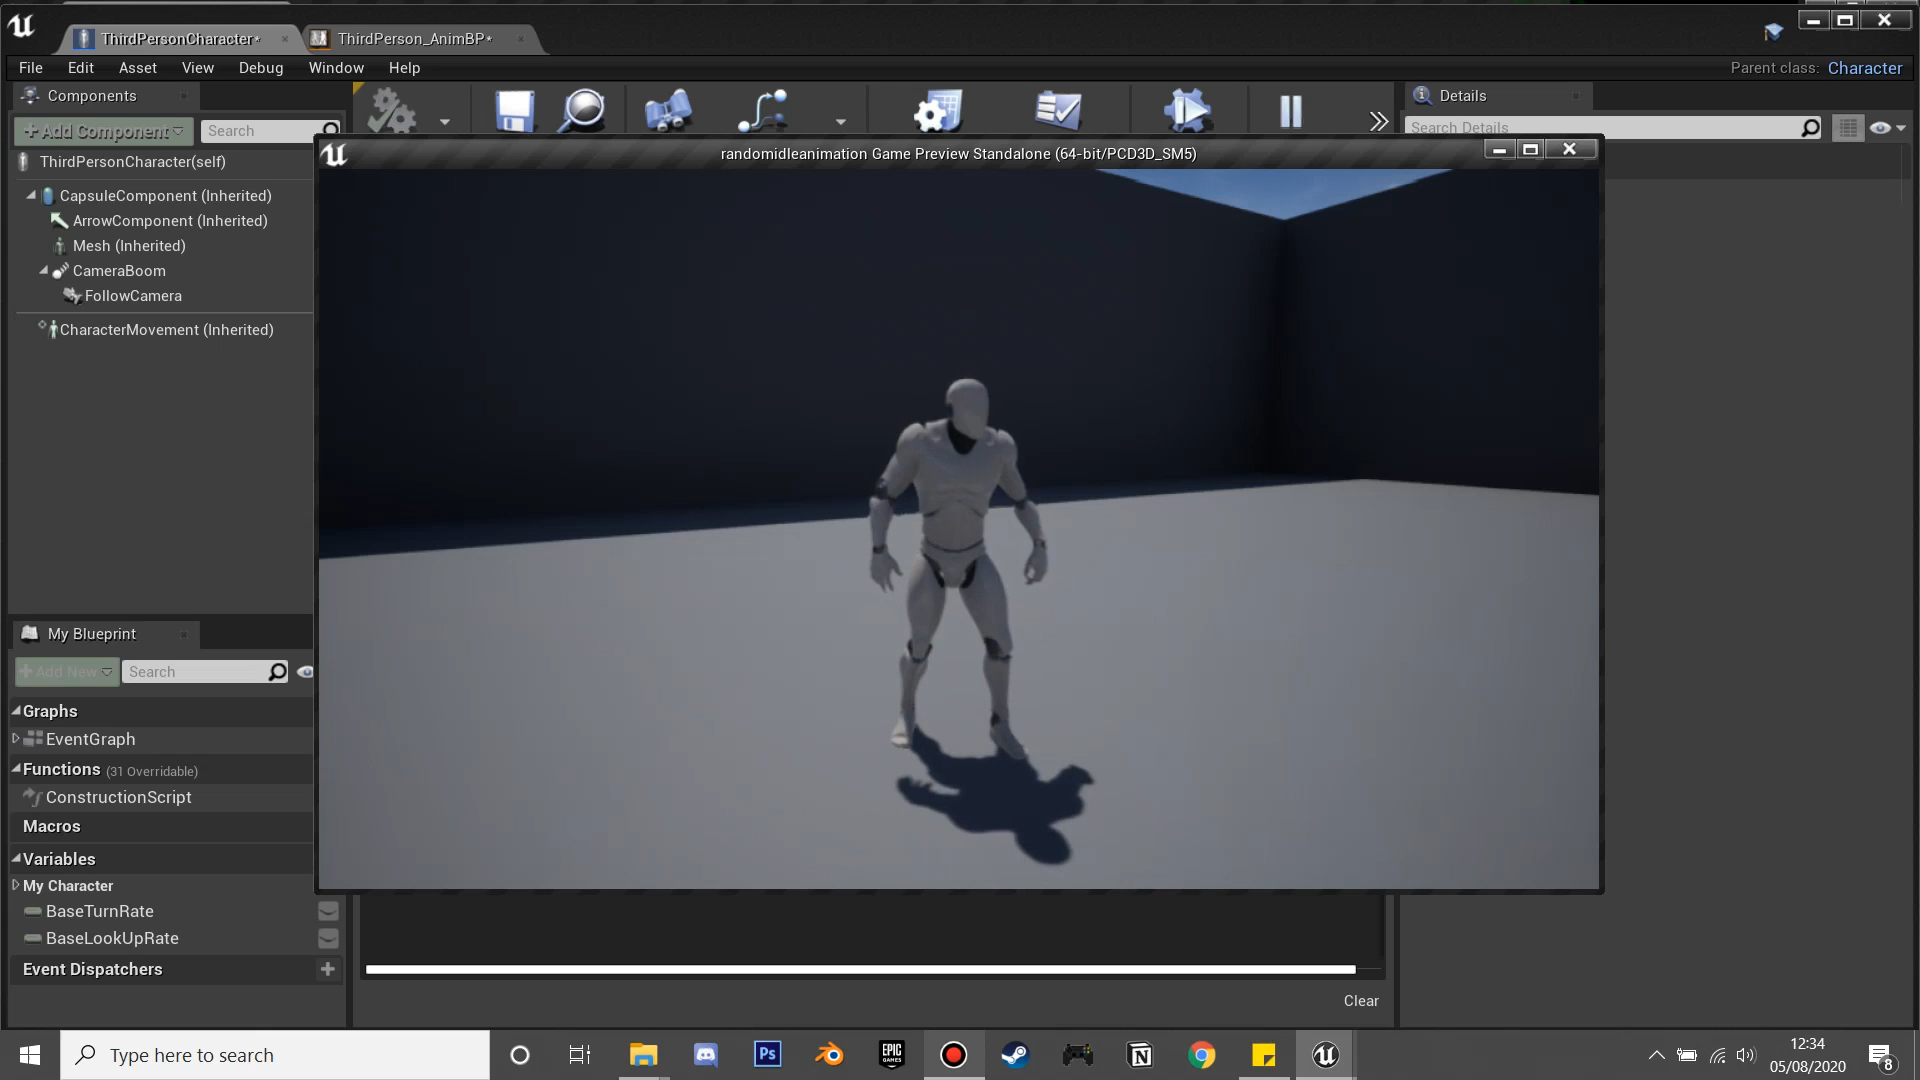 ThirdPersonCharacter*
ThirdPerson_AnimBP*
File Edit Asset View Debug Window Help
Parent class: Character
Components
Details
+Add Component
Search
Search Details
ThirdPersonCharacter(self)
randomidleanimation Game Preview Standalone (64-bit/PCD3D_SM5)
CapsuleComponent (Inherited)
ArrowComponent (Inherited)
Mesh (Inherited)
CameraBoom
FollowCamera
CharacterMovement (Inherited)
My Blueprint
+Add New
Search
Graphs
EventGraph
Functions (31 Overridable)
ConstructionScript
Macros
Variables
My Character
BaseTurnRate
BaseLookUpRate
Event Dispatchers
Clear
Type here to search
Ps
EPIC
GAMES
N
12:34
05/08/2020
8